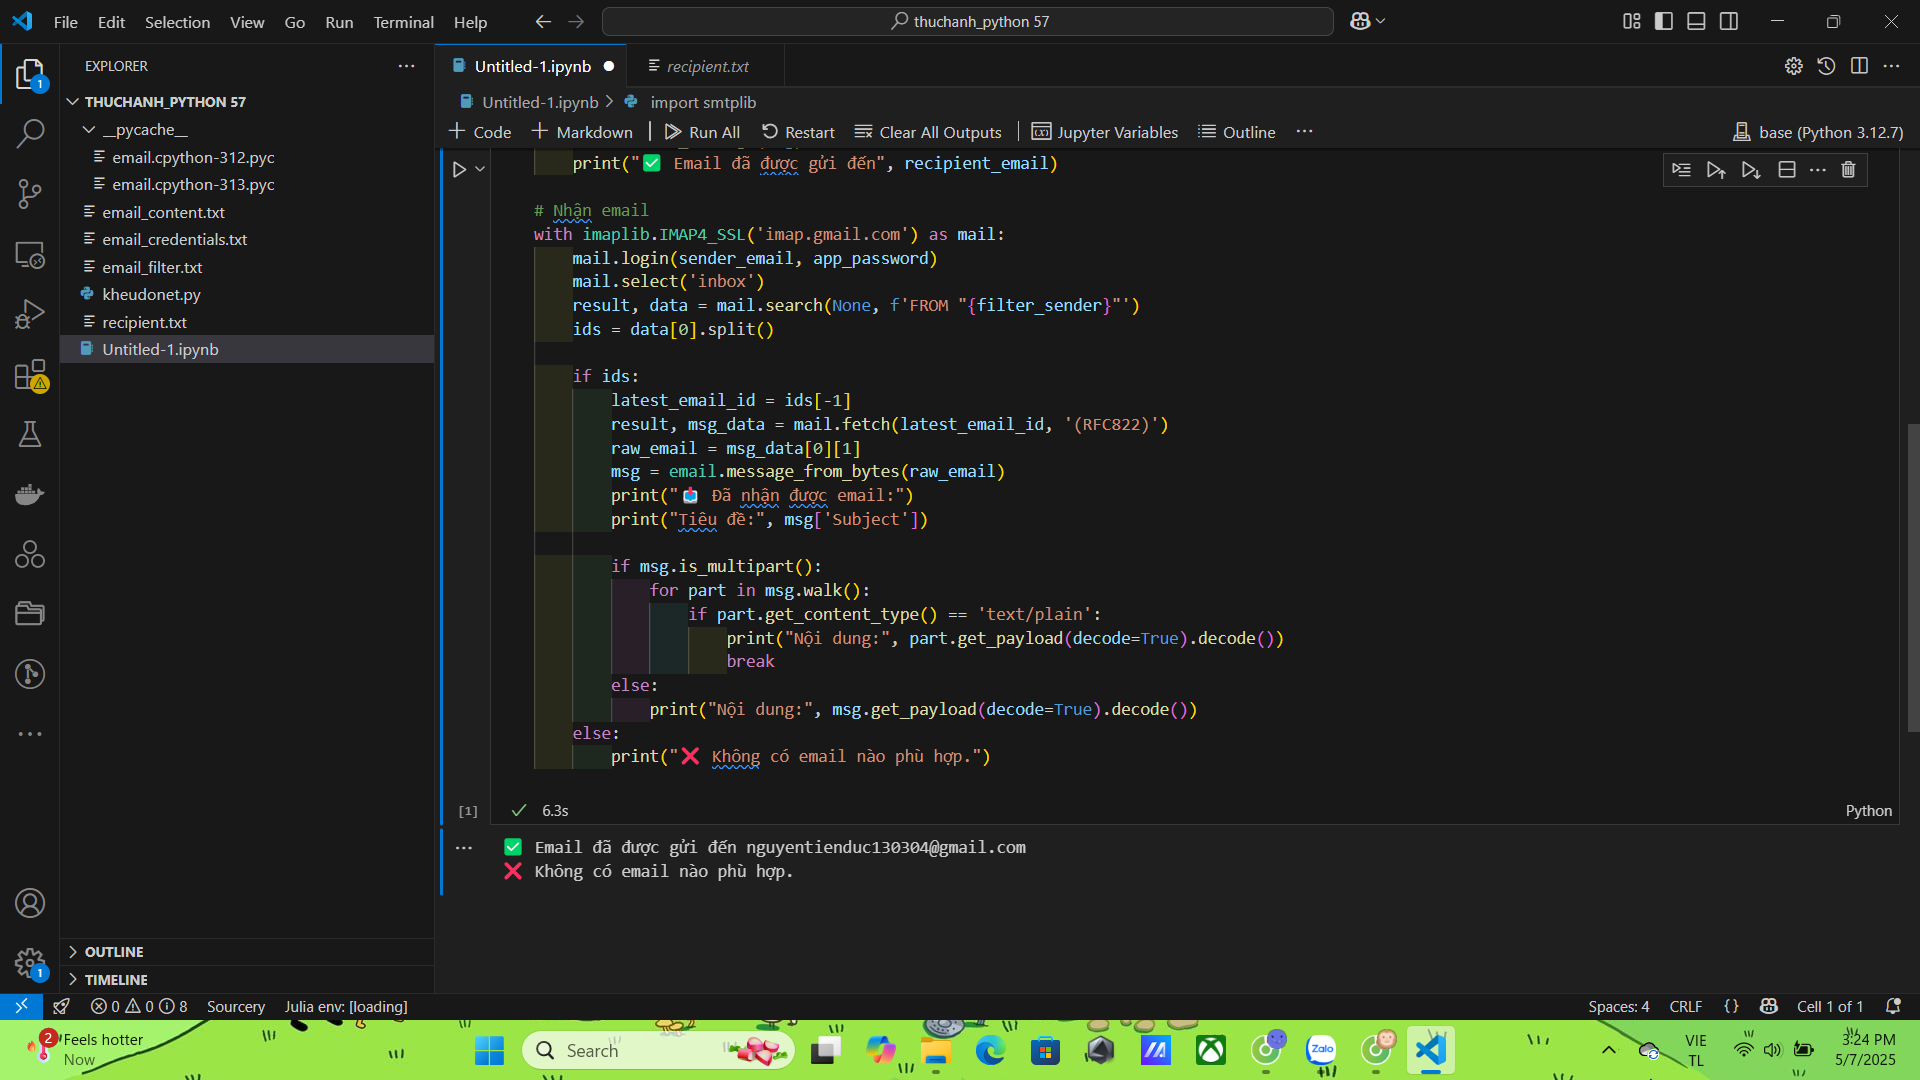 File Edit Selection View Go Run Terminal Help
thuchanh_python 57
EXPLORER
THUCHANH_PYTHON 57
__pycache__
email.cpython-312.pyc
email.cpython-313.pyc
email_content.txt
email_credentials.txt
email_filter.txt
kheudonet.py
recipient.txt
Untitled-1.ipynb
OUTLINE
TIMELINE
Untitled-1.ipynb
recipient.txt
Untitled-1.ipynb > import smtplib
+ Code + Markdown Run All Restart Clear All Outputs Jupyter Variables Outline
base (Python 3.12.7)
print("✅ Email đã được gửi đến", recipient_email)
# Nhận email
with imaplib.IMAP4_SSL('imap.gmail.com') as mail:
mail.login(sender_email, app_password)
mail.select('inbox')
result, data = mail.search(None, f'FROM "{filter_sender}"')
ids = data[0].split()
if ids:
latest_email_id = ids[-1]
result, msg_data = mail.fetch(latest_email_id, '(RFC822)')
raw_email = msg_data[0][1]
msg = email.message_from_bytes(raw_email)
print("📩 Đã nhận được email:")
print("Tiêu đề:", msg['Subject'])
if msg.is_multipart():
for part in msg.walk():
if part.get_content_type() == 'text/plain':
print("Nội dung:", part.get_payload(decode=True).decode())
break
else:
print("Nội dung:", msg.get_payload(decode=True).decode())
else:
print("❌ Không có email nào phù hợp.")
[1]
6.3s
Python
✅ Email đã được gửi đến nguyentienduc130304@gmail.com
❌ Không có email nào phù hợp.
0 0 8 Sourcery Julia env: [loading]
Spaces: 4 CRLF {} Cell 1 of 1
2
Feels hotter
Now
Search
Zalo
VIE
TL
3:24 PM
5/7/2025